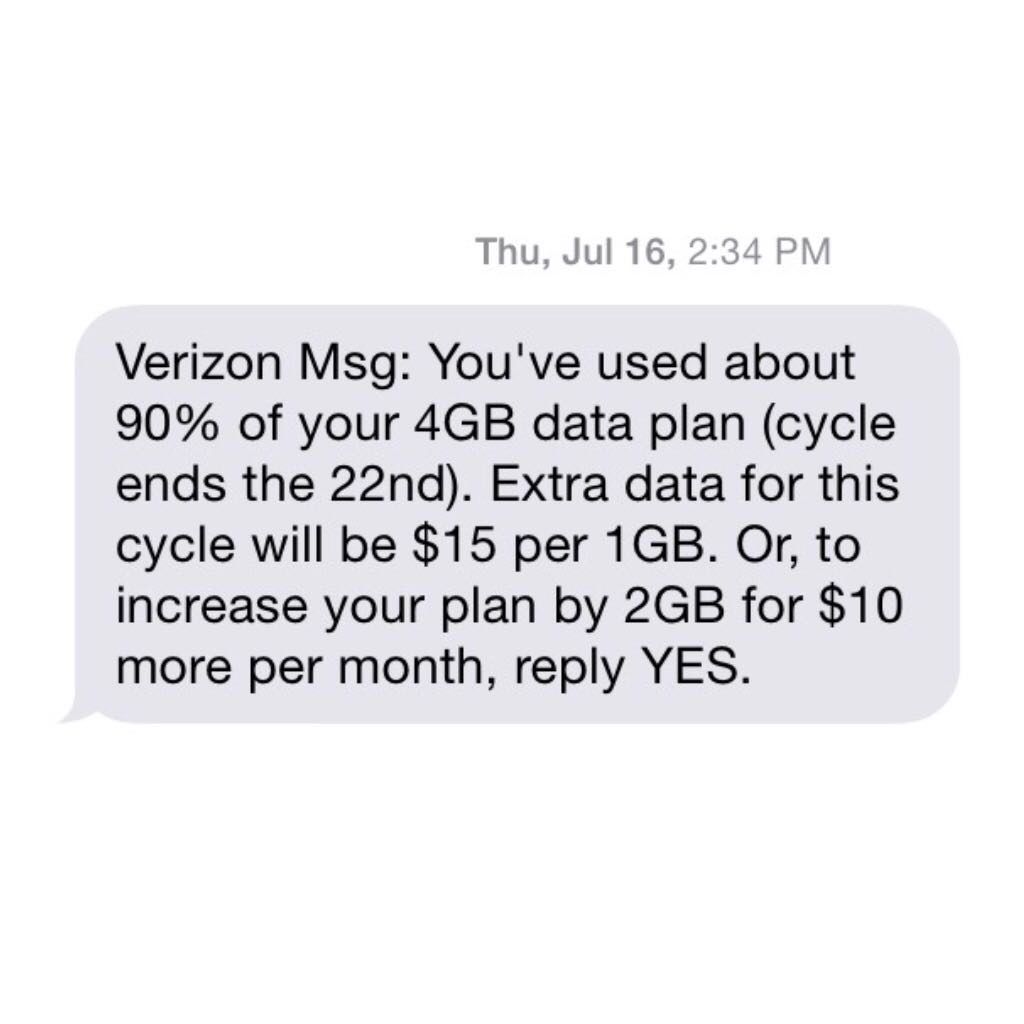 Thu, Jul 16, 2:34 PM
Verizon Msg: You've used about
90% of your 4GB data plan (cycle
ends the 22nd). Extra data for this
cycle will be $15 per 1GB. Or, to
increase your plan by 2GB for $10
more per month, reply YES.